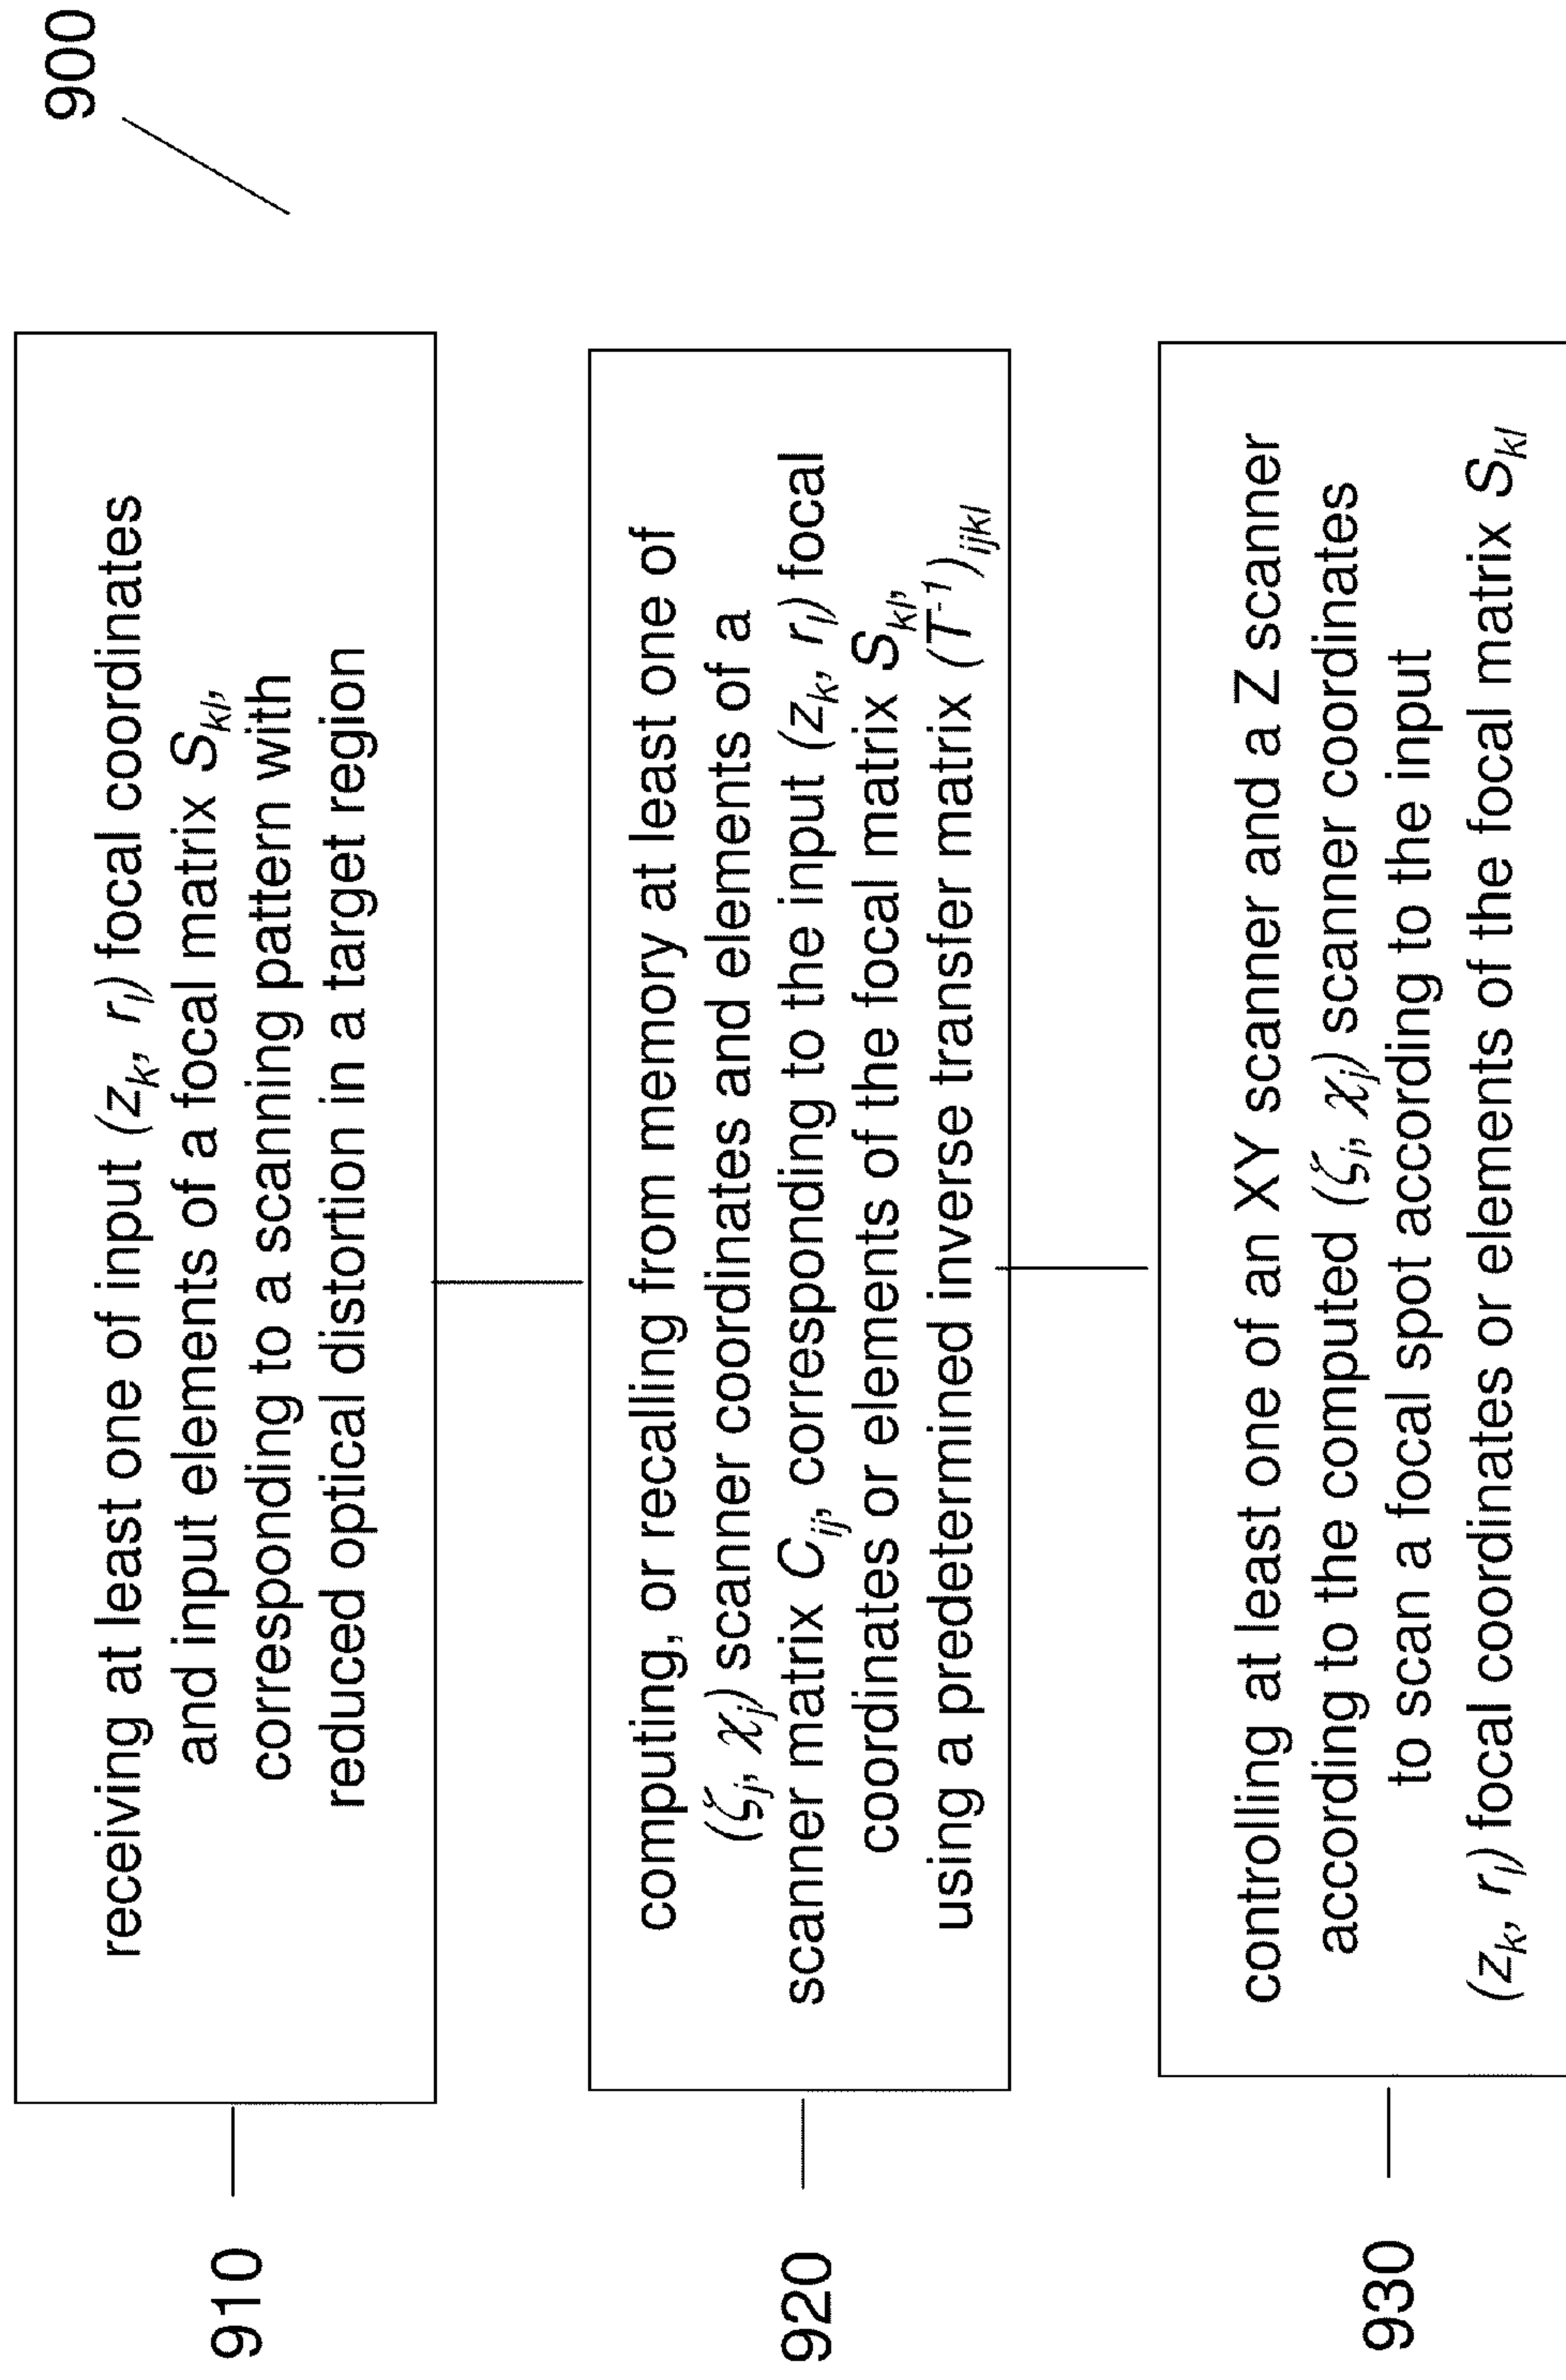 900
910
receiving at least one of input (z_k, r_l) focal coordinates
and input elements of a focal matrix S_kl,
corresponding to a scanning pattern with
reduced optical distortion in a target region
920
computing, or recalling from memory at least one of
(ζ_j, χ_j) scanner coordinates and elements of a
scanner matrix C_ij, corresponding to the input (z_k, r_l) focal
coordinates or elements of the focal matrix S_kl,
using a predetermined inverse transfer matrix (T^-1)_ijkl
930
controlling at least one of an XY scanner and a Z scanner
according to the computed (ζ_i, χ_j) scanner coordinates
to scan a focal spot according to the input
(z_k, r_l) focal coordinates or elements of the focal matrix S_kl